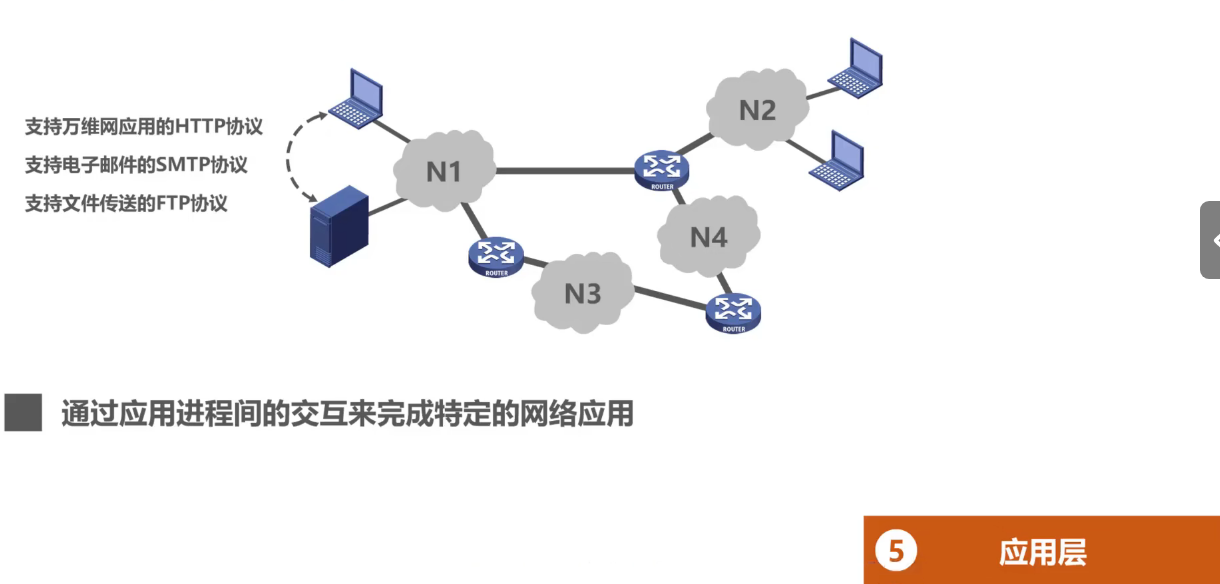 支持万维网应用的HTTP协议
支持电子邮件的SMTP协议
支持文件传送的FTP协议
N1
N2
ROUTER
N4
ROUTER
N3
ROUTER
通过应用进程间的交互来完成特定的网络应用
5 应用层